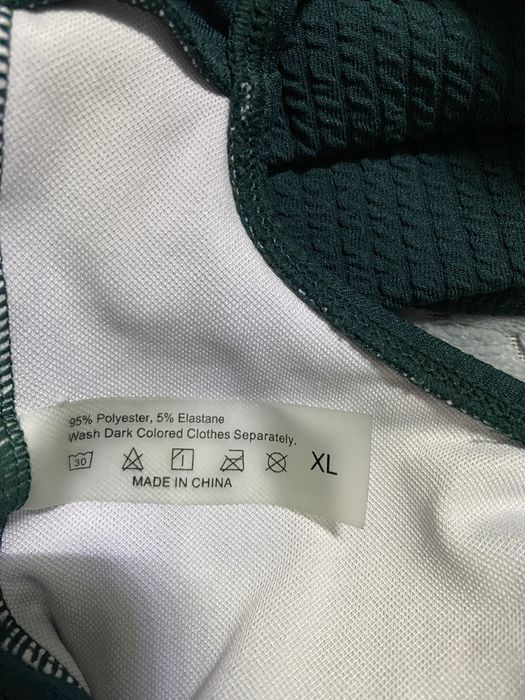 95% Polyester, 5% Elastane
Wash Dark Colored Clothes Separately.
30 XL
MADE IN CHINA